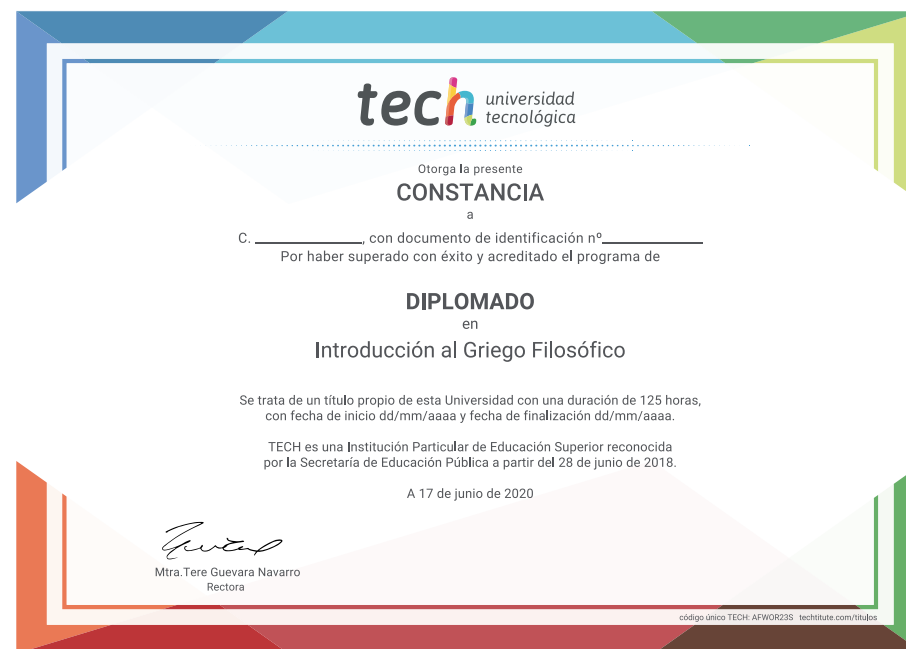 tech universidad
tecnológica
Otorga la presente
CONSTANCIA
a
C. ______________, con documento de identificación nº_____________
Por haber superado con éxito y acreditado el programa de
DIPLOMADO
en
Introducción al Griego Filosófico
Se trata de un título propio de esta Universidad con una duración de 125 horas,
con fecha de inicio dd/mm/aaaa y fecha de finalización dd/mm/aaaa.
TECH es una Institución Particular de Educación Superior reconocida
por la Secretaría de Educación Pública a partir del 28 de junio de 2018.
A 17 de junio de 2020
Mtra.Tere Guevara Navarro
Rectora
código único TECH: AFWOR23S techtitute.com/titulos